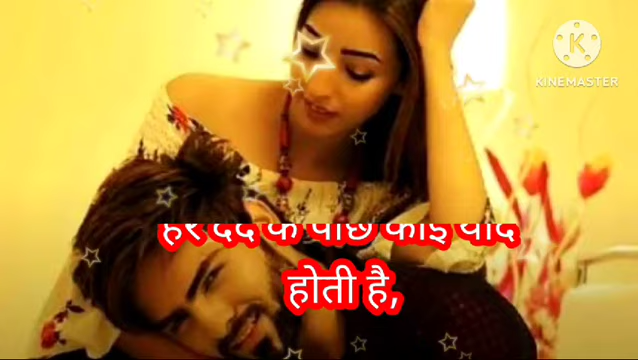 KINEMASTER
हर दर्द के पीछे कोई याद
होती है,